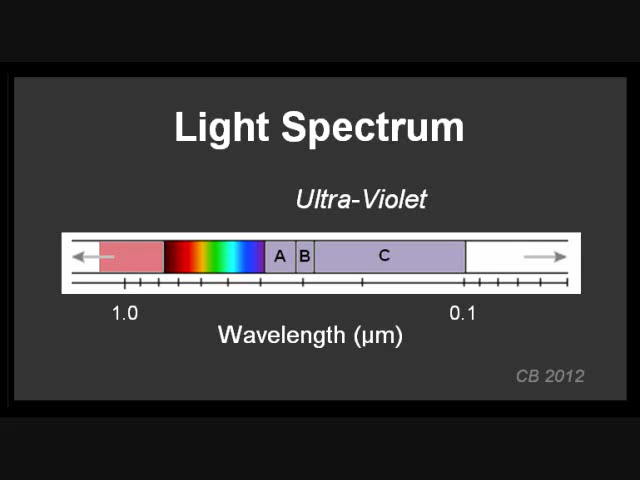 Light Spectrum
Ultra-Violet
A B C
1.0 0.1
Wavelength (µm)
CB 2012